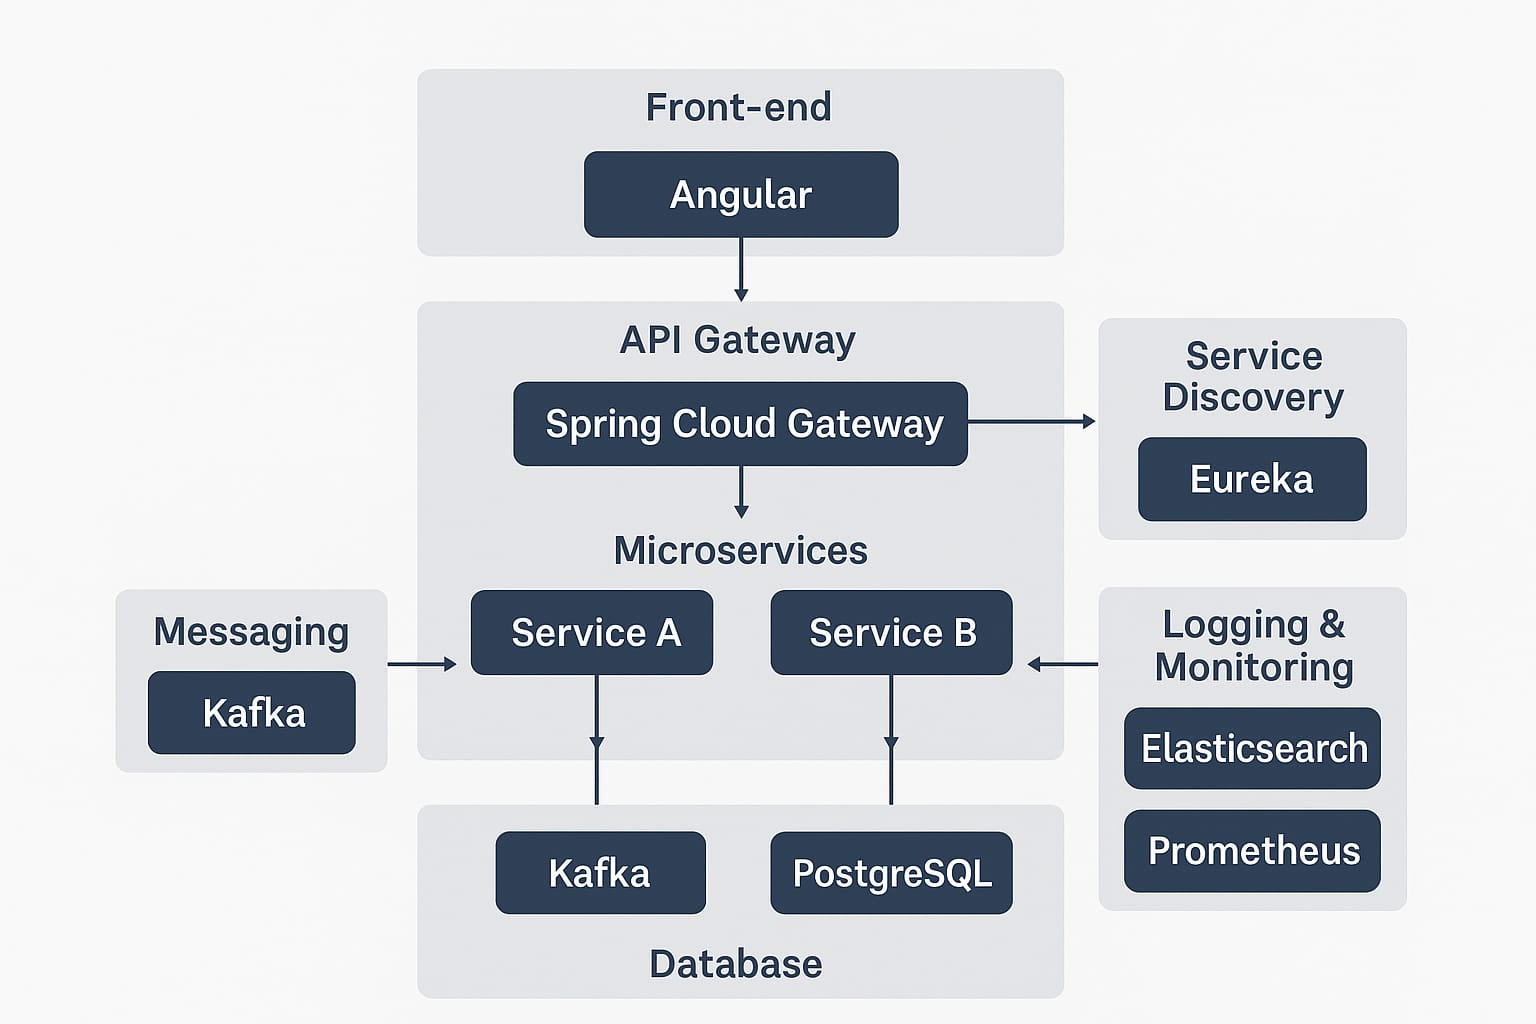 Front-end
Angular
API Gateway
Spring Cloud Gateway
Service
Discovery
Eureka
Microservices
Service A
Service B
Messaging
Kafka
Logging &
Monitoring
Elasticsearch
Prometheus
Kafka
PostgreSQL
Database